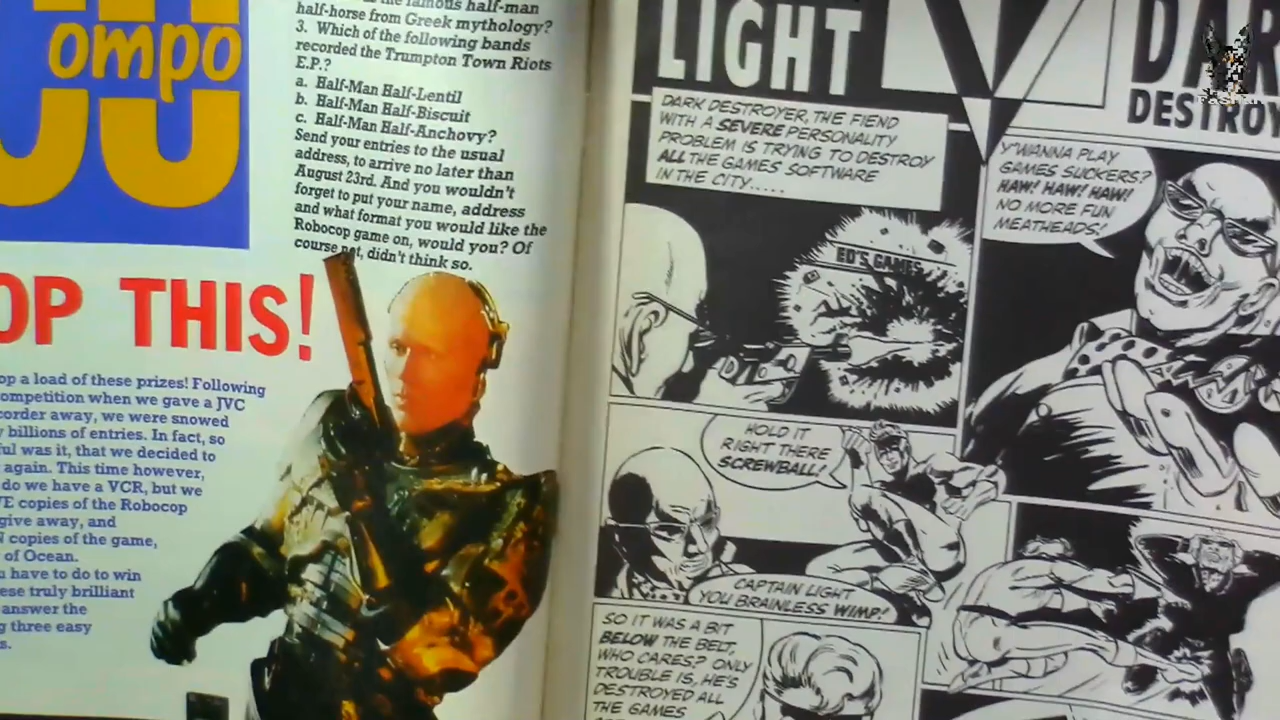 ompo
the famous half-man
half-horse from Greek mythology?
3. Which of the following bands
recorded the Trumpton Town Riots
E.P.?
a. Half-Man Half-Lentil
b. Half-Man Half-Biscuit
c. Half-Man Half-Anchovy?
Send your entries to the usual
address, to arrive no later than
August 23rd. And you wouldn't
forget to put your name, address
and what format you would like the
Robocop game on, would you? Of
course not, didn't think so.
OP THIS!
op a load of these prizes! Following
ompetition when we gave a JVC
corder away, we were snowed
y billions of entries. In fact, so
ful was it, that we decided to
again. This time however,
do we have a VCR, but we
VE copies of the Robocop
give away, and
N copies of the game,
of Ocean.
u have to do to win
ese truly brilliant
answer the
g three easy
s.
LIGHT
V
DAR
DESTROY
DARK DESTROYER, THE FIEND
WITH A SEVERE PERSONALITY
PROBLEM IS TRYING TO DESTROY
ALL THE GAMES SOFTWARE
IN THE CITY.....
ED'S GAMES
Y'WANNA PLAY
GAMES SUCKERS?
HAW! HAW! HAW!
NO MORE FUN
MEATHEADS!
HOLD IT
RIGHT THERE
SCREWBALL!
CAPTAIN LIGHT
YOU BRAINLESS WIMP!
SO IT WAS A BIT
BELOW THE BELT,
WHO CARES? ONLY
TROUBLE IS, HE'S
DESTROYED ALL
THE GAMES